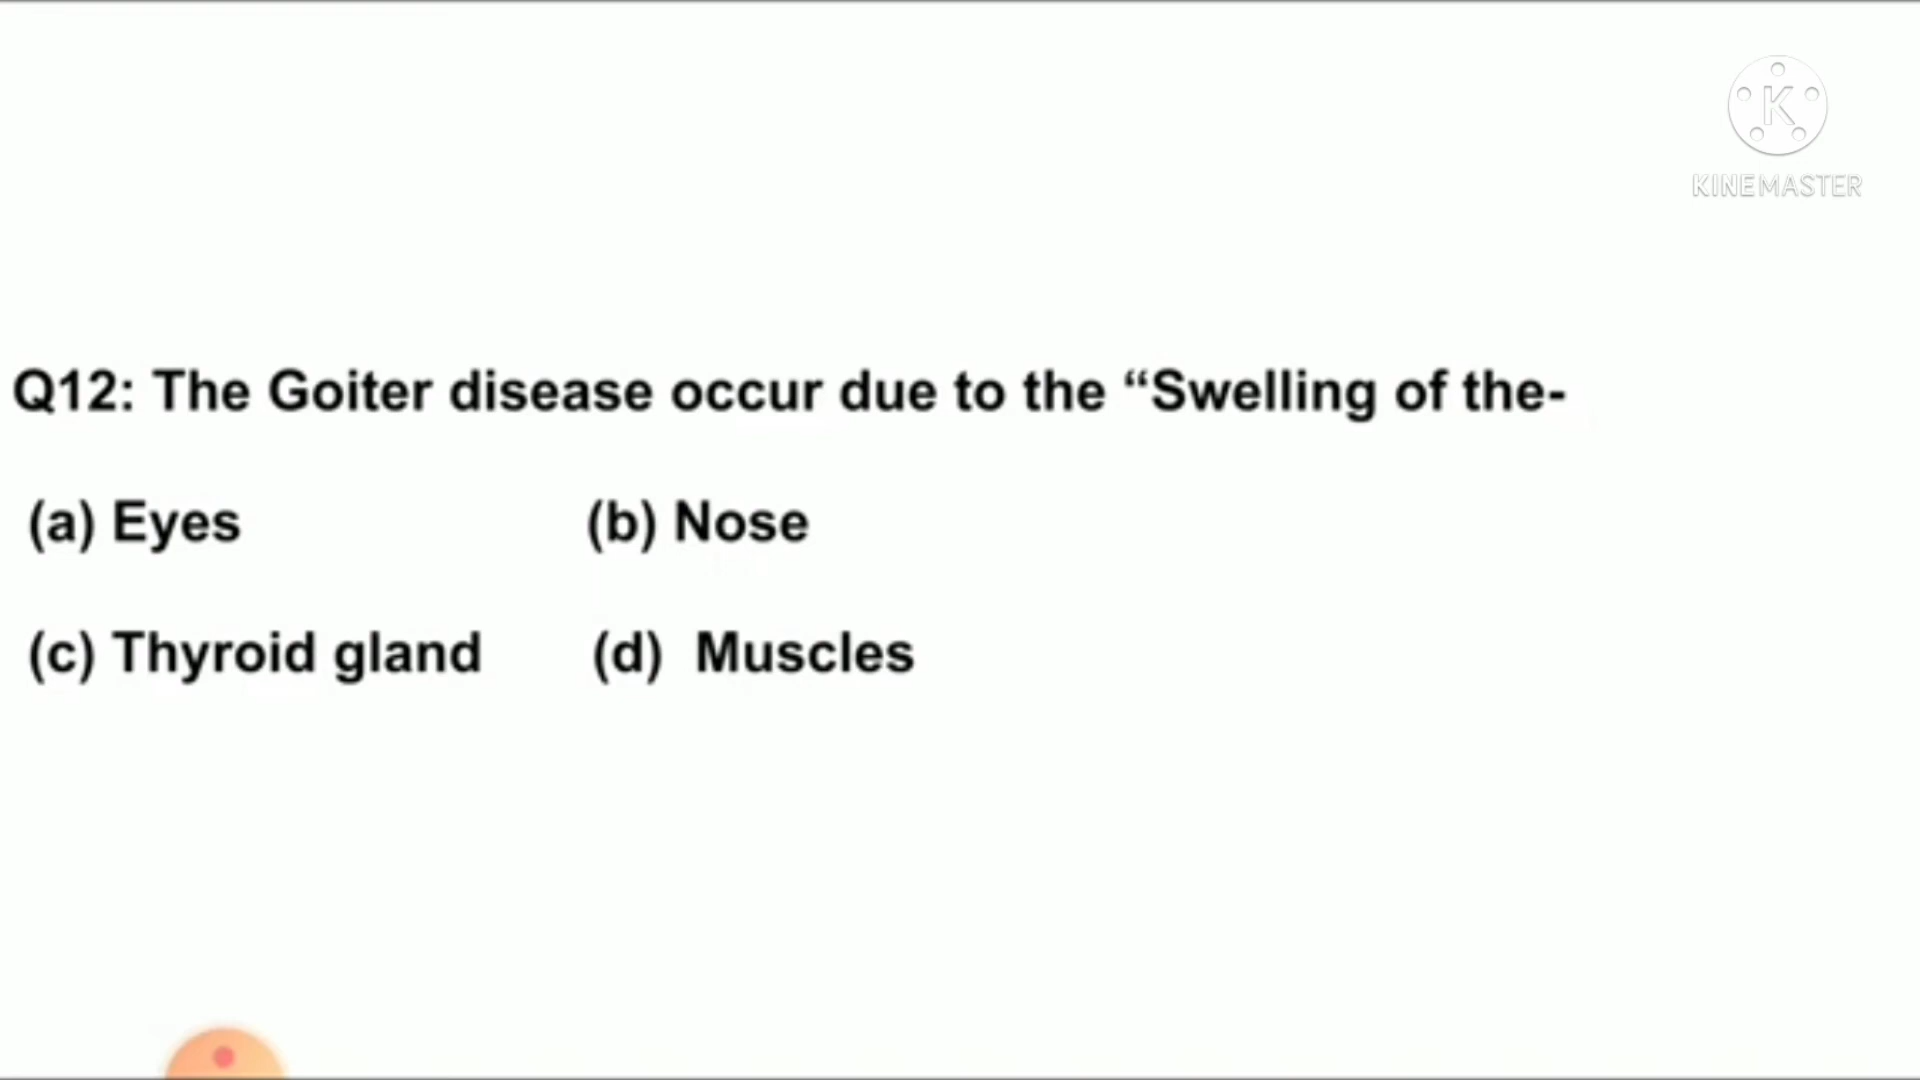 K
KINEMASTER
Q12: The Goiter disease occur due to the “Swelling of the-
(a) Eyes (b) Nose
(c) Thyroid gland (d) Muscles